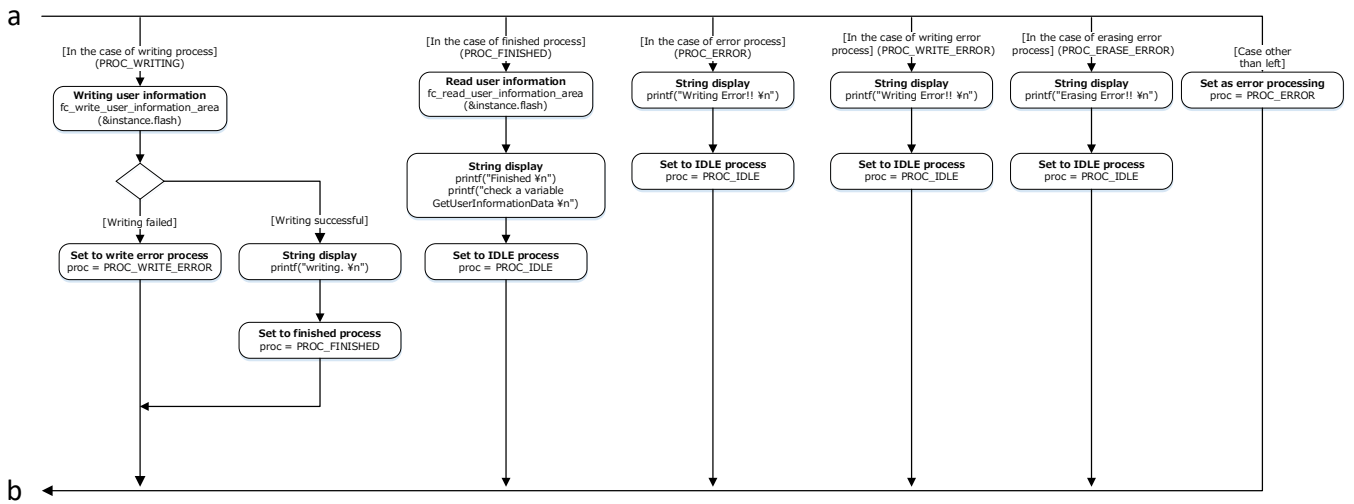 a
[In the case of writing process]
(PROC_WRITING)
Writing user information
fc_write_user_information_area
(&instance.flash)
[Writing failed]
Set to write error process
proc = PROC_WRITE_ERROR
[Writing successful]
String display
printf("writing. ¥n")
Set to finished process
proc = PROC_FINISHED
[In the case of finished process]
(PROC_FINISHED)
Read user information
fc_read_user_information_area
(&instance.flash)
String display
printf("Finished ¥n")
printf("check a variable
GetUserInformationData ¥n")
Set to IDLE process
proc = PROC_IDLE
[In the case of error process]
(PROC_ERROR)
String display
printf("Writing Error!! ¥n")
Set to IDLE process
proc = PROC_IDLE
[In the case of writing error
process] (PROC_WRITE_ERROR)
String display
printf("Writing Error!! ¥n")
Set to IDLE process
proc = PROC_IDLE
[In the case of erasing error
process] (PROC_ERASE_ERROR)
String display
printf("Erasing Error!! ¥n")
Set to IDLE process
proc = PROC_IDLE
[Case other
than left]
Set as error processing
proc = PROC_ERROR
b